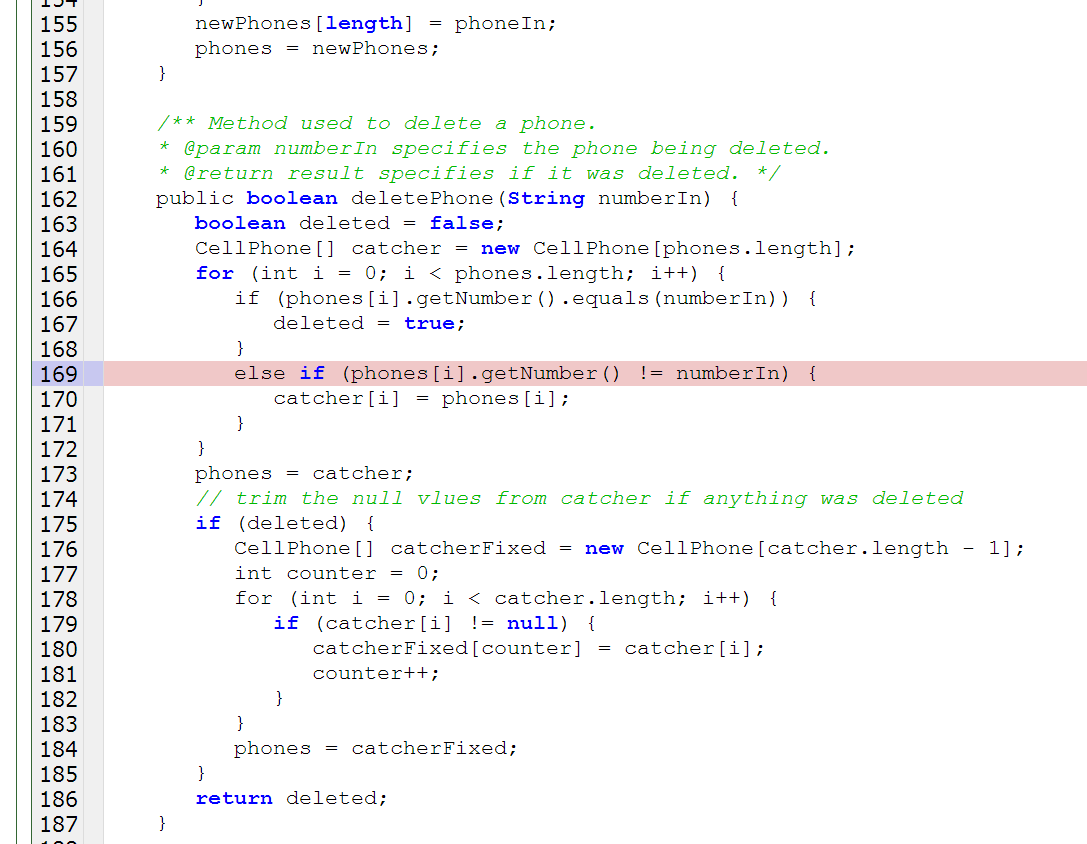 154 }
155 newPhones[length] = phoneIn;
156 phones = newPhones;
157 }
158
159 /** Method used to delete a phone.
160 * @param numberIn specifies the phone being deleted.
161 * @return result specifies if it was deleted. */
162 public boolean deletePhone(String numberIn) {
163 boolean deleted = false;
164 CellPhone[] catcher = new CellPhone[phones.length];
165 for (int i = 0; i < phones.length; i++) {
166 if (phones[i].getNumber().equals(numberIn)) {
167 deleted = true;
168 }
169 else if (phones[i].getNumber() != numberIn) {
170 catcher[i] = phones[i];
171 }
172 }
173 phones = catcher;
174 // trim the null vlues from catcher if anything was deleted
175 if (deleted) {
176 CellPhone[] catcherFixed = new CellPhone[catcher.length - 1];
177 int counter = 0;
178 for (int i = 0; i < catcher.length; i++) {
179 if (catcher[i] != null) {
180 catcherFixed[counter] = catcher[i];
181 counter++;
182 }
183 }
184 phones = catcherFixed;
185 }
186 return deleted;
187 }
188